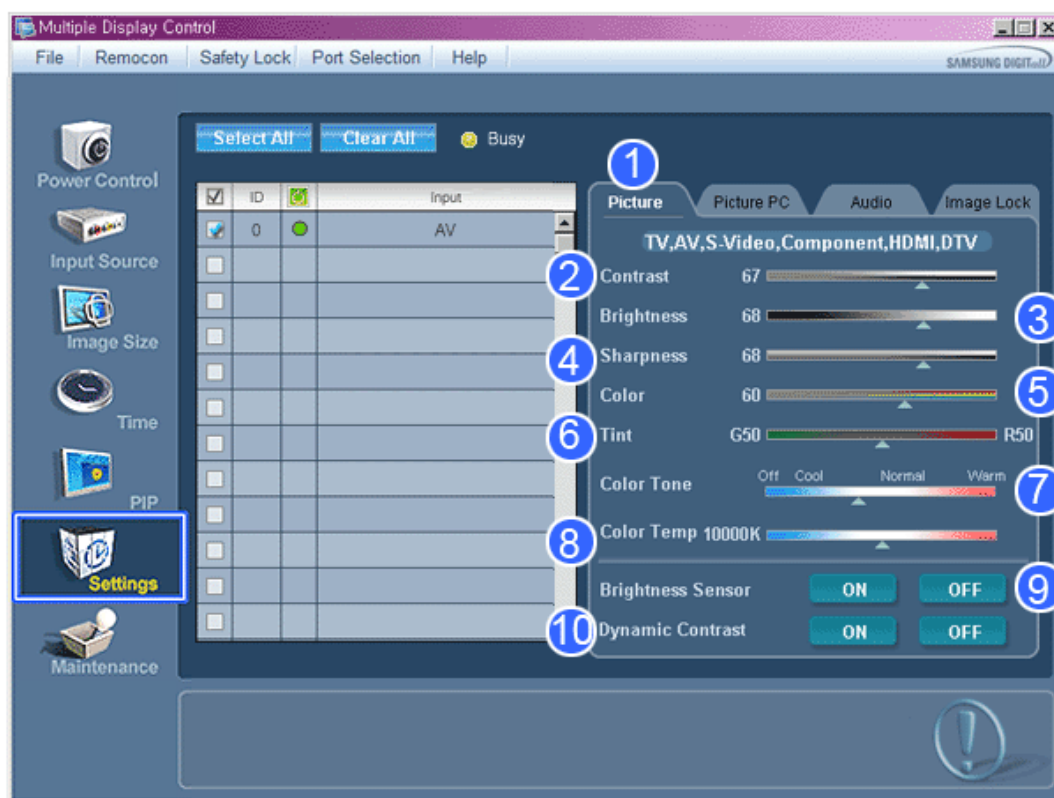 Multiple Display Control
File Remocon Safety Lock Port Selection Help
SAMSUNG DIGITall
Select All Clear All Busy
Power Control
Input Source
Image Size
Time
PIP
Settings
Maintenance
ID Input
0 AV
1
Picture Picture PC Audio Image Lock
TV,AV,S-Video,Component,HDMI,DTV
2 Contrast 67
Brightness 68 3
4 Sharpness 68
Color 60 5
6 Tint G50 R50
Off Cool Normal Warm
Color Tone 7
8 Color Temp 10000K
Brightness Sensor ON OFF 9
10 Dynamic Contrast ON OFF